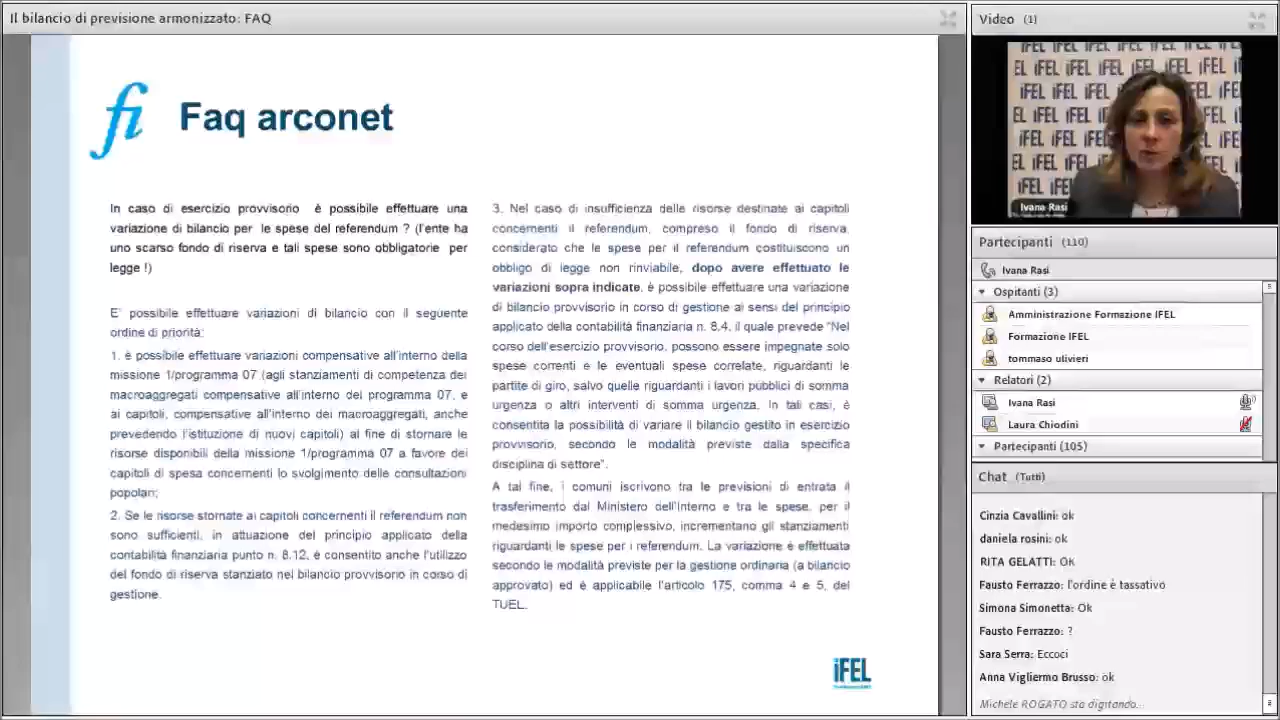 Il bilancio di previsione armonizzato: FAQ
fi
Faq arconet
In caso di esercizio provvisorio è possibile effettuare una
variazione di bilancio per le spese del referendum ? (l'ente ha
uno scarso fondo di riserva e tali spese sono obbligatorie per
legge !)
E' possibile effettuare variazioni di bilancio con il seguente
ordine di priorità:
1. è possibile effettuare variazioni compensative all'interno della
missione 1/programma 07 (agli stanziamenti di competenza dei
macroaggregati compensative all'interno dei programma 07, e
ai capitoli, compensative all'interno dei macroaggregati, anche
prevedendo l'istituzione di nuovi capitoli) al fine di stornare le
risorse disponibili della missione 1/programma 07 a favore dei
capitoli di spesa concernenti lo svolgimento delle consultazioni
popolari;
2. Se le risorse stornate ai capitoli concernenti il referendum non
sono sufficienti, in attuazione del principio applicato della
contabilità finanziaria punto n. 8.12, è consentito anche l'utilizzo
del fondo di riserva stanziato nel bilancio provvisorio in corso di
gestione.
3. Nel caso di insufficienza delle risorse destinate ai capitoli
concernenti il referendum, compreso il fondo di riserva,
considerato che le spese per il referendum costituiscono un
obbligo di legge non rinviabile, dopo avere effettuato le
variazioni sopra indicate, è possibile effettuare una variazione
di bilancio provvisorio in corso di gestione ai sensi del principio
applicato della contabilità finanziaria n. 8.4, il quale prevede "Nel
corso dell'esercizio provvisorio, possono essere impegnate solo
spese correnti e le eventuali spese correlate, riguardanti le
partite di giro, salvo quelle riguardanti i lavori pubblici di somma
urgenza o altri interventi di somma urgenza. In tali casi, è
consentita la possibilità di variare il bilancio gestito in esercizio
provvisorio, secondo le modalità previste dalla specifica
disciplina di settore".
A tal fine, i comuni iscrivono tra le previsioni di entrata il
trasferimento dal Ministero dell'Interno e tra le spese, per il
medesimo importo complessivo, incrementano gli stanziamenti
riguardanti le spese per i referendum. La variazione è effettuata
secondo le modalità previste per la gestione ordinaria (a bilancio
approvato) ed è applicabile l'articolo 175, comma 4 e 5, del
TUEL.
iFEL
Video (1)
Ivana Rasi
Partecipanti (110)
Ivana Rasi
Ospitanti (3)
Amministrazione Formazione IFEL
Formazione IFEL
tommaso ulivieri
Relatori (2)
Ivana Rasi
Laura Chiodini
Partecipanti (105)
Chat (Tutti)
Cinzia Cavallini: ok
daniela rosini: ok
RITA GELATTI: OK
Fausto Ferrazzo: l'ordine è tassativo
Simona Simonetta: Ok
Fausto Ferrazzo: ?
Sara Serra: Eccoci
Anna Vigliermo Brusso: ok
Michele ROGATO sta digitando...